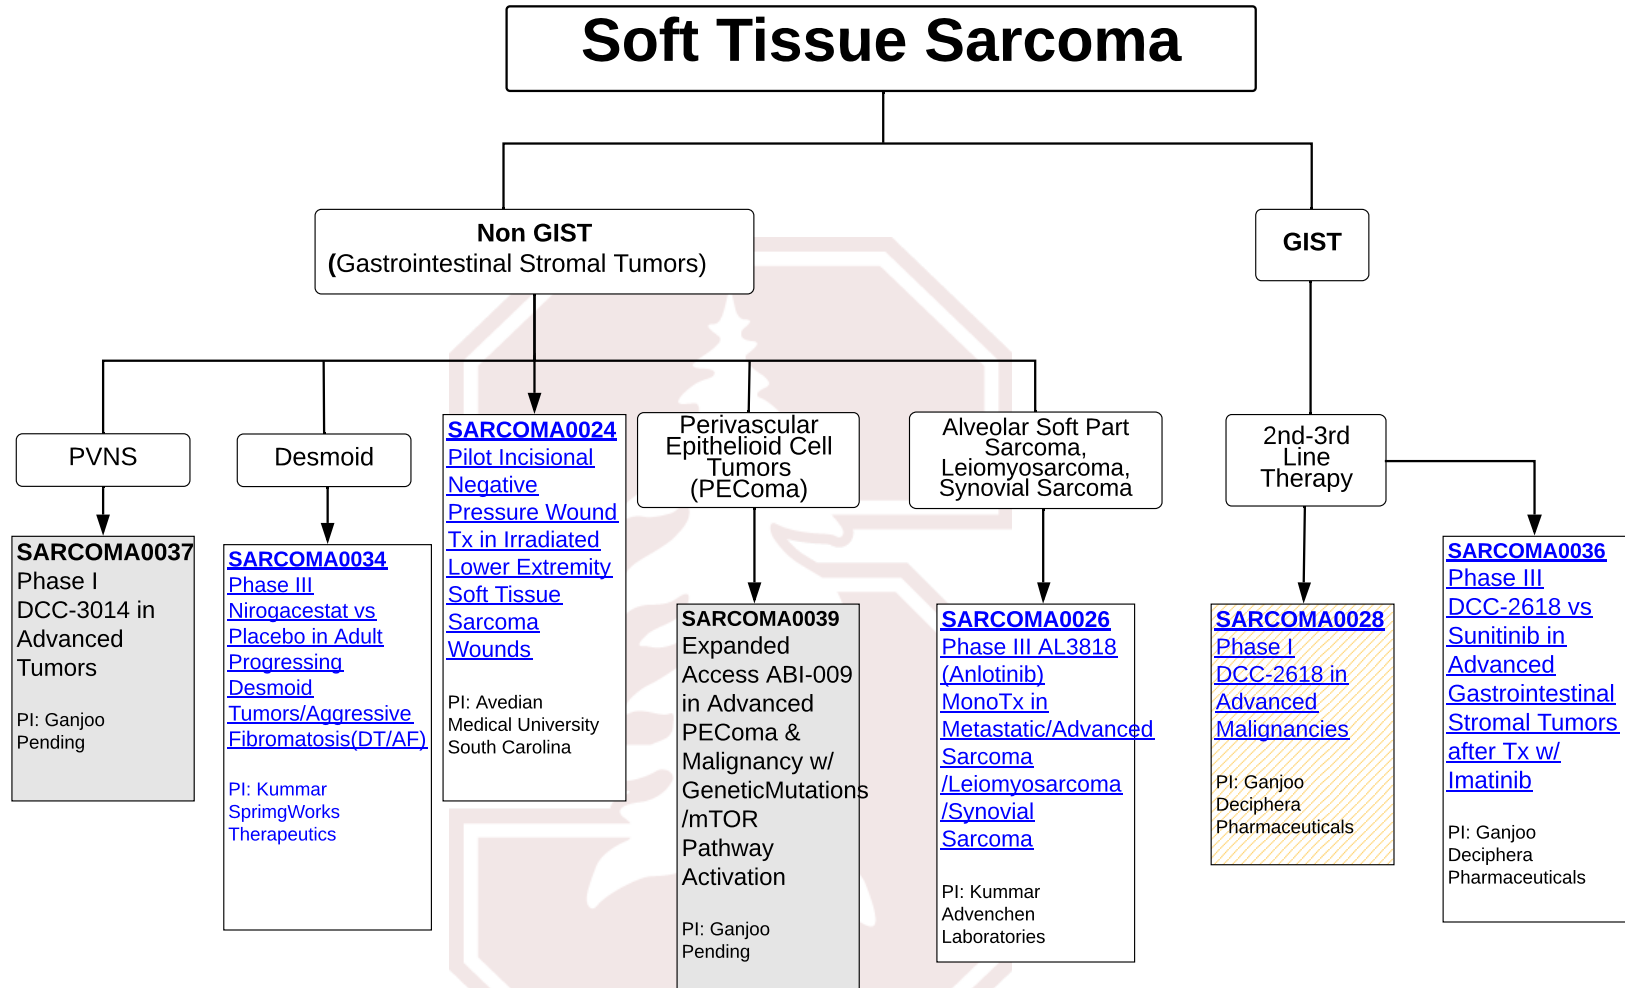 Soft Tissue Sarcoma
Non GIST
(Gastrointestinal Stromal Tumors)
GIST
PVNS
Desmoid
SARCOMA0024
Pilot Incisional
Negative
Pressure Wound
Tx in Irradiated
Lower Extremity
Soft Tissue
Sarcoma
Wounds
PI: Avedian
Medical University
South Carolina
Perivascular
Epithelioid Cell
Tumors
(PEComa)
Alveolar Soft Part
Sarcoma,
Leiomyosarcoma,
Synovial Sarcoma
2nd-3rd
Line
Therapy
SARCOMA0037
Phase I
DCC-3014 in
Advanced
Tumors
PI: Ganjoo
Pending
SARCOMA0034
Phase III
Nirogacestat vs
Placebo in Adult
Progressing
Desmoid
Tumors/Aggressive
Fibromatosis(DT/AF)
PI: Kummar
SprimgWorks
Therapeutics
SARCOMA0039
Expanded
Access ABI-009
in Advanced
PEComa &
Malignancy w/
GeneticMutations
/mTOR
Pathway
Activation
PI: Ganjoo
Pending
SARCOMA0026
Phase III AL3818
(Anlotinib)
MonoTx in
Metastatic/Advanced
Sarcoma
/Leiomyosarcoma
/Synovial
Sarcoma
PI: Kummar
Advenchen
Laboratories
SARCOMA0028
Phase I
DCC-2618 in
Advanced
Malignancies
PI: Ganjoo
Deciphera
Pharmaceuticals
SARCOMA0036
Phase III
DCC-2618 vs
Sunitinib in
Advanced
Gastrointestinal
Stromal Tumors
after Tx w/
Imatinib
PI: Ganjoo
Deciphera
Pharmaceuticals